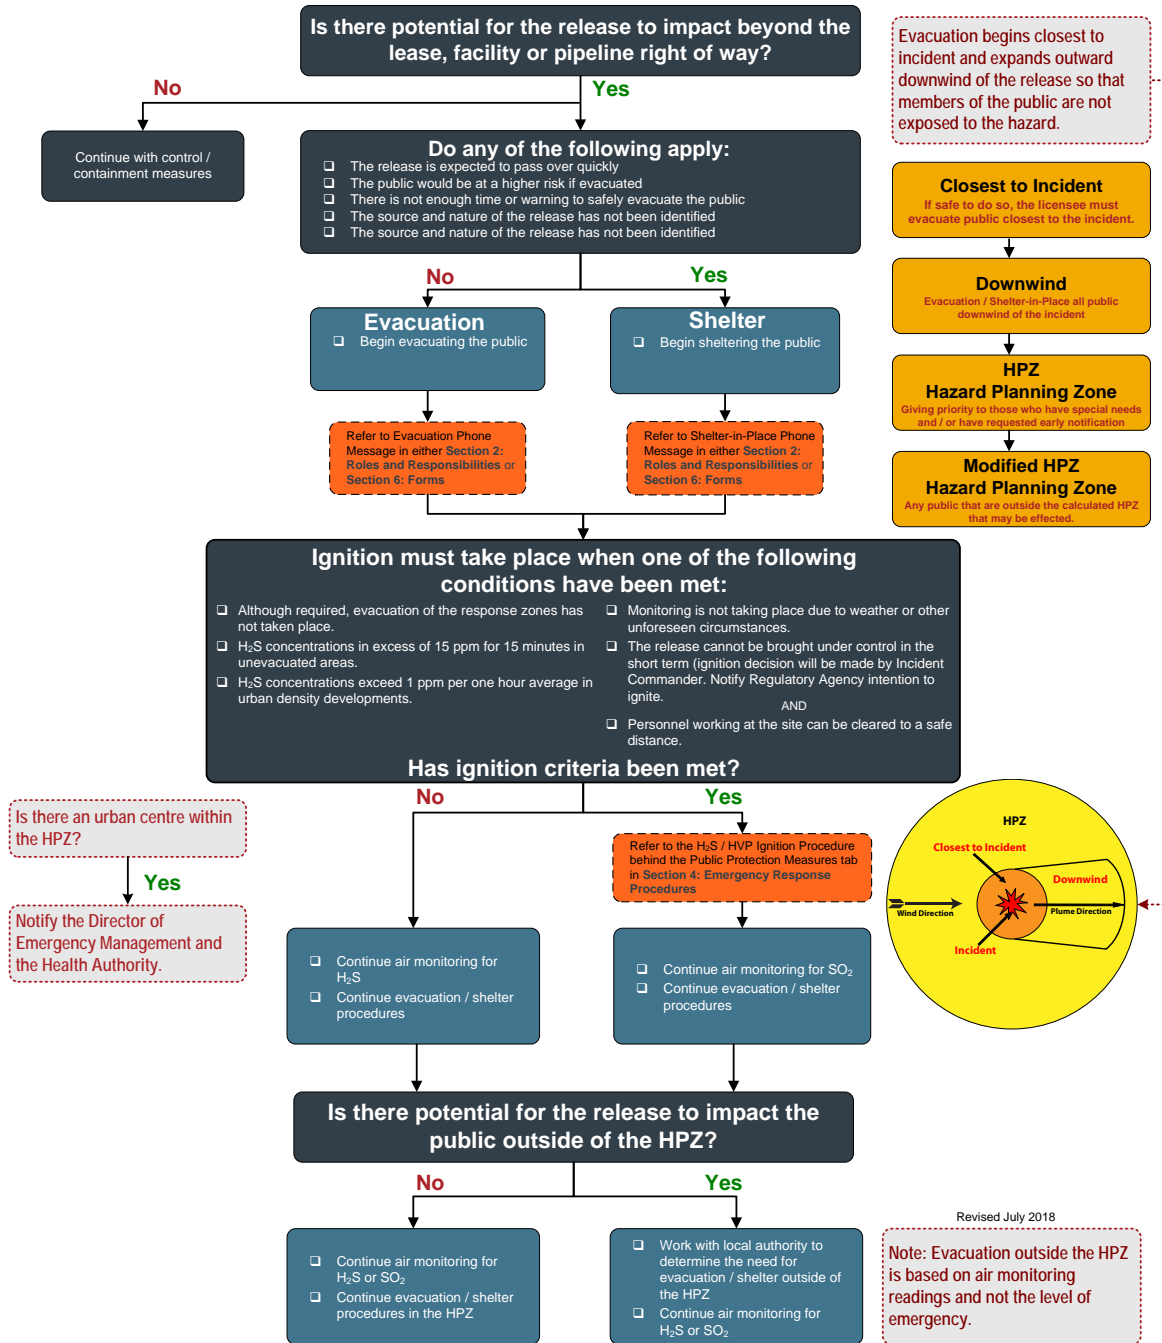 Is there potential for the release to impact beyond the
lease, facility or pipeline right of way?
No
Yes
Continue with control /
containment measures
Do any of the following apply:
❑ The release is expected to pass over quickly
❑ The public would be at a higher risk if evacuated
❑ There is not enough time or warning to safely evacuate the public
❑ The source and nature of the release has not been identified
❑ The source and nature of the release has not been identified
No
Yes
Evacuation
❑ Begin evacuating the public
Shelter
❑ Begin sheltering the public
Refer to Evacuation Phone
Message in either Section 2:
Roles and Responsibilities or
Section 6: Forms
Refer to Shelter-in-Place Phone
Message in either Section 2:
Roles and Responsibilities or
Section 6: Forms
Evacuation begins closest to
incident and expands outward
downwind of the release so that
members of the public are not
exposed to the hazard.
Closest to Incident
If safe to do so, the licensee must
evacuate public closest to the incident.
Downwind
Evacuation / Shelter-in-Place all public
downwind of the incident
HPZ
Hazard Planning Zone
Giving priority to those who have special needs
and / or have requested early notification
Modified HPZ
Hazard Planning Zone
Any public that are outside the calculated HPZ
that may be effected.
Ignition must take place when one of the following
conditions have been met:
❑ Although required, evacuation of the response zones has
not taken place.
❑ H₂S concentrations in excess of 15 ppm for 15 minutes in
unevacuated areas.
❑ H₂S concentrations exceed 1 ppm per one hour average in
urban density developments.
❑ Monitoring is not taking place due to weather or other
unforeseen circumstances.
❑ The release cannot be brought under control in the
short term (ignition decision will be made by Incident
Commander. Notify Regulatory Agency intention to
ignite.
AND
❑ Personnel working at the site can be cleared to a safe
distance.
Has ignition criteria been met?
No
Yes
Is there an urban centre within
the HPZ?
Yes
Notify the Director of
Emergency Management and
the Health Authority.
Refer to the H₂S / HVP Ignition Procedure
behind the Public Protection Measures tab
in Section 4: Emergency Response
Procedures
❑ Continue air monitoring for
H₂S
❑ Continue evacuation / shelter
procedures
❑ Continue air monitoring for SO₂
❑ Continue evacuation / shelter
procedures
HPZ
Closest to Incident
Downwind
Wind Direction
Plume Direction
Incident
Is there potential for the release to impact the
public outside of the HPZ?
No
Yes
❑ Continue air monitoring for
H₂S or SO₂
❑ Continue evacuation / shelter
procedures in the HPZ
❑ Work with local authority to
determine the need for
evacuation / shelter outside of
the HPZ
❑ Continue air monitoring for
H₂S or SO₂
Revised July 2018
Note: Evacuation outside the HPZ
is based on air monitoring
readings and not the level of
emergency.